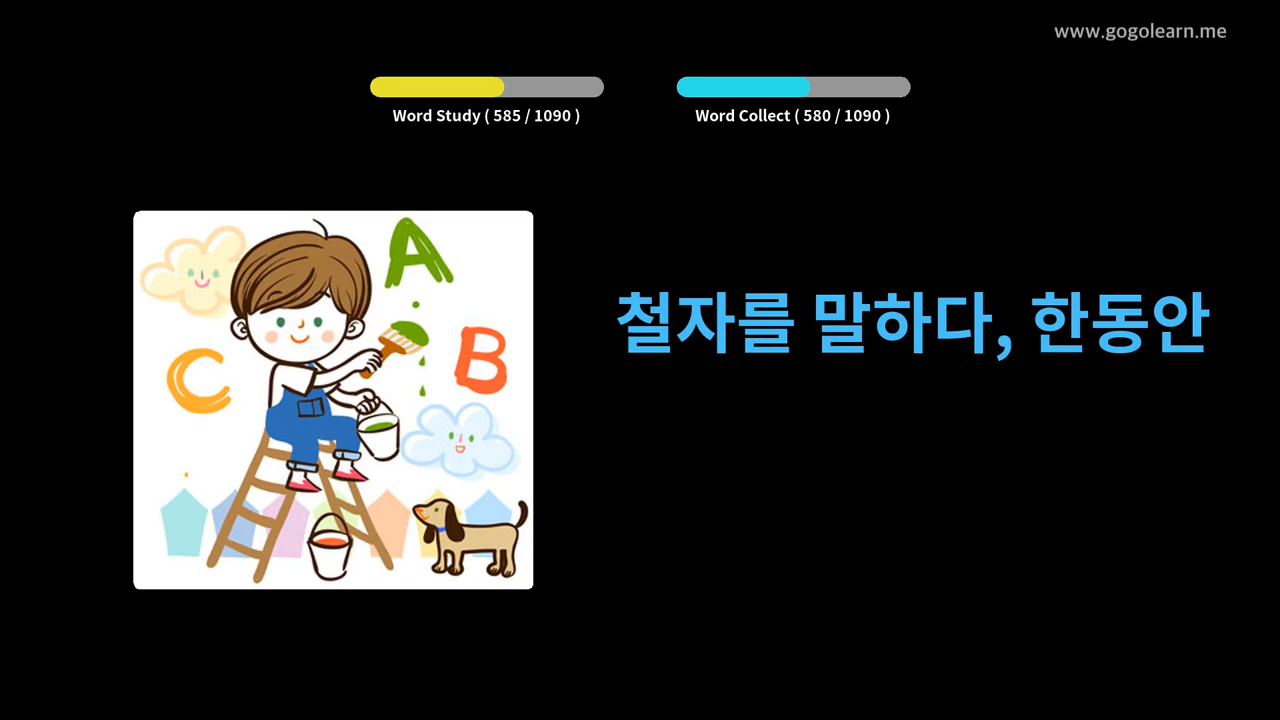 www.gogolearn.me
Word Study ( 585 / 1090 )
Word Collect ( 580 / 1090 )
A
B
C
철자를 말하다, 한동안